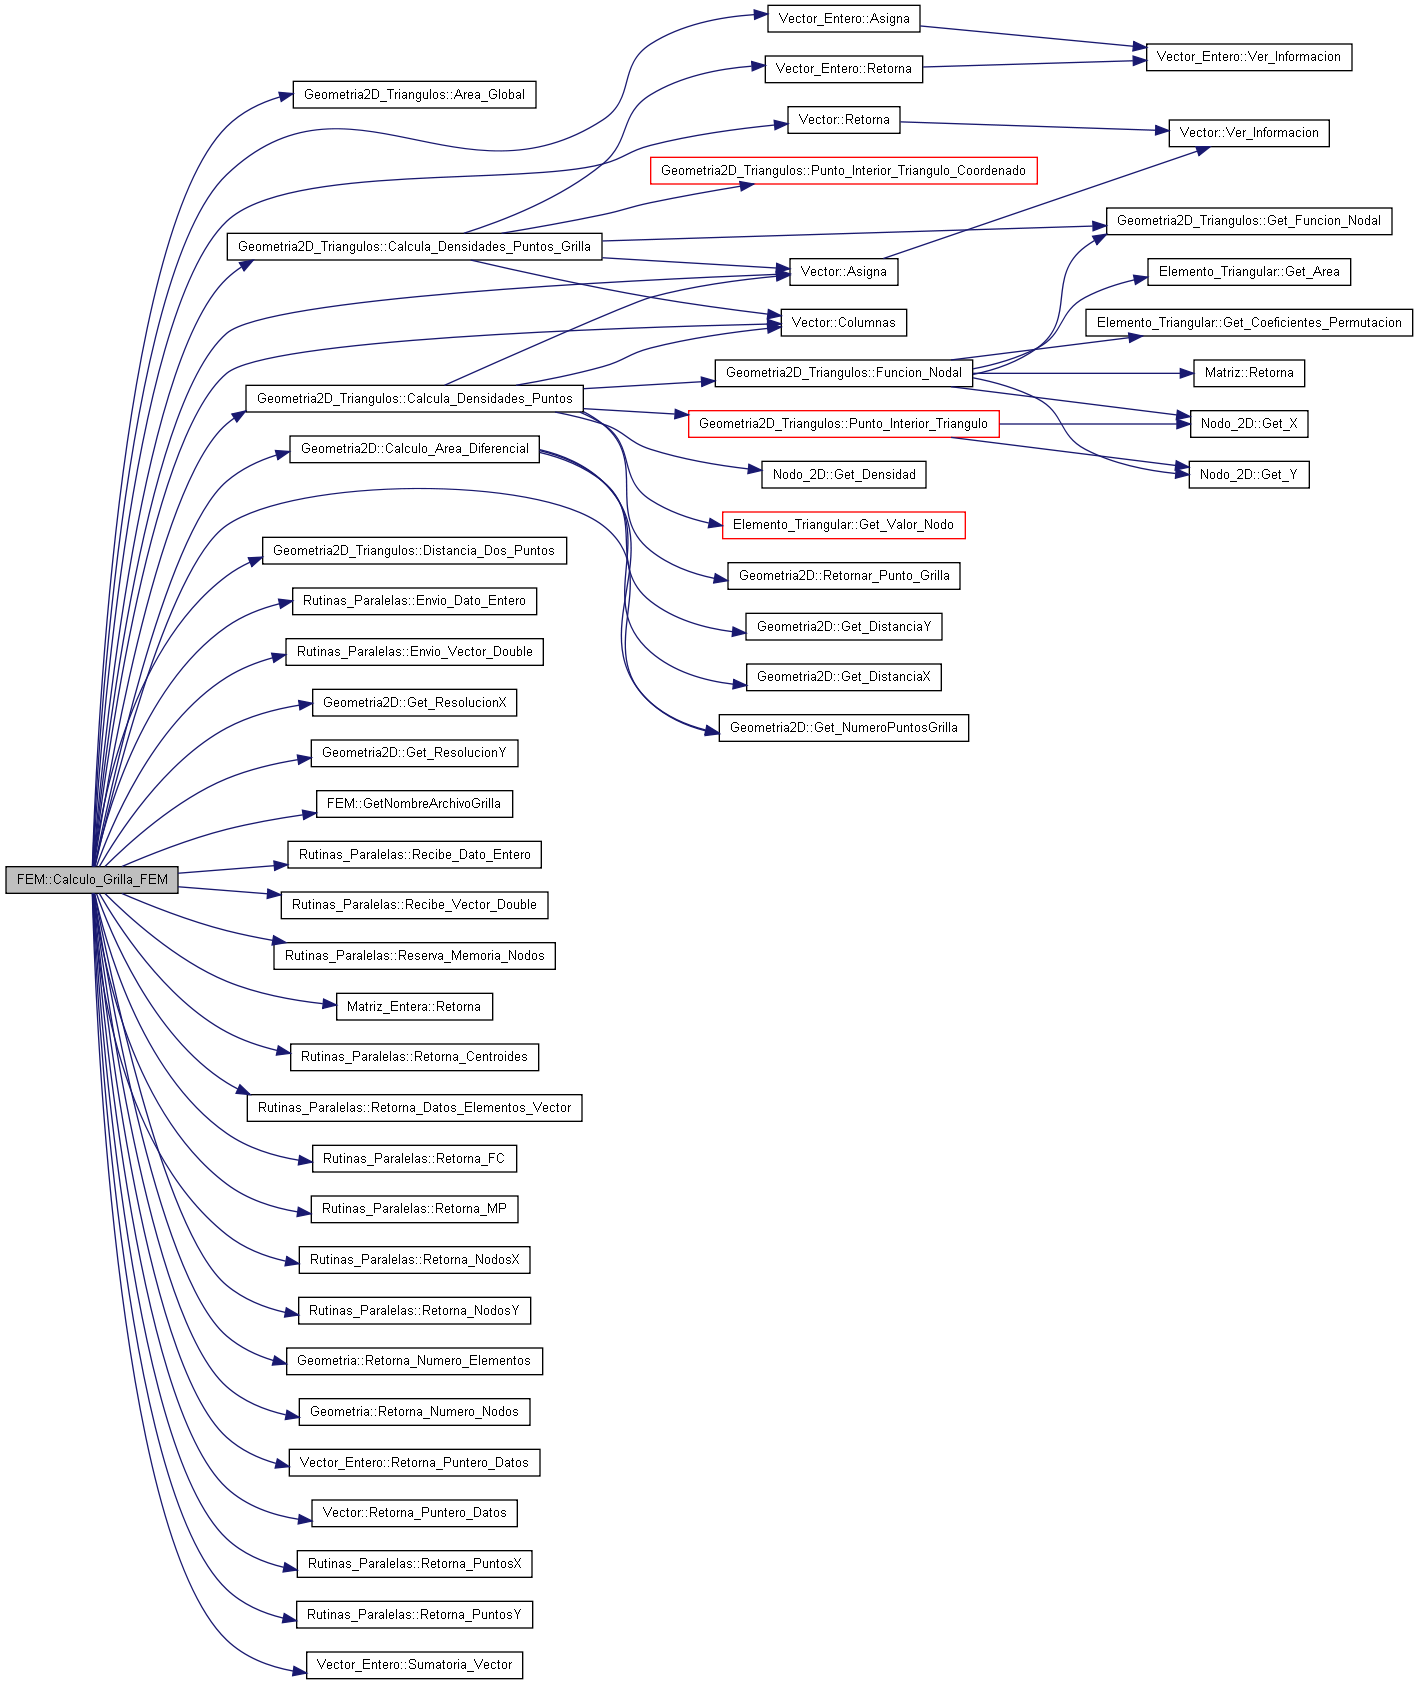 Vector_Entero::Asigna
Vector_Entero::Ver_Informacion
Vector_Entero::Retorna
Geometria2D_Triangulos::Area_Global
Vector::Retorna
Vector::Ver_Informacion
Geometria2D_Triangulos::Punto_Interior_Triangulo_Coordenado
Geometria2D_Triangulos::Get_Funcion_Nodal
Geometria2D_Triangulos::Calcula_Densidades_Puntos_Grilla
Vector::Asigna
Elemento_Triangular::Get_Area
Vector::Columnas
Elemento_Triangular::Get_Coeficientes_Permutacion
Geometria2D_Triangulos::Funcion_Nodal
Matriz::Retorna
Geometria2D_Triangulos::Calcula_Densidades_Puntos
Geometria2D_Triangulos::Punto_Interior_Triangulo
Nodo_2D::Get_X
Geometria2D::Calculo_Area_Diferencial
Nodo_2D::Get_Densidad
Nodo_2D::Get_Y
Elemento_Triangular::Get_Valor_Nodo
Geometria2D_Triangulos::Distancia_Dos_Puntos
Geometria2D::Retornar_Punto_Grilla
Rutinas_Paralelas::Envio_Dato_Entero
Geometria2D::Get_DistanciaY
Rutinas_Paralelas::Envio_Vector_Double
Geometria2D::Get_DistanciaX
Geometria2D::Get_ResolucionX
Geometria2D::Get_NumeroPuntosGrilla
Geometria2D::Get_ResolucionY
FEM::GetNombreArchivoGrilla
Rutinas_Paralelas::Recibe_Dato_Entero
FEM::Calculo_Grilla_FEM
Rutinas_Paralelas::Recibe_Vector_Double
Rutinas_Paralelas::Reserva_Memoria_Nodos
Matriz_Entera::Retorna
Rutinas_Paralelas::Retorna_Centroides
Rutinas_Paralelas::Retorna_Datos_Elementos_Vector
Rutinas_Paralelas::Retorna_FC
Rutinas_Paralelas::Retorna_MP
Rutinas_Paralelas::Retorna_NodosX
Rutinas_Paralelas::Retorna_NodosY
Geometria::Retorna_Numero_Elementos
Geometria::Retorna_Numero_Nodos
Vector_Entero::Retorna_Puntero_Datos
Vector::Retorna_Puntero_Datos
Rutinas_Paralelas::Retorna_PuntosX
Rutinas_Paralelas::Retorna_PuntosY
Vector_Entero::Sumatoria_Vector